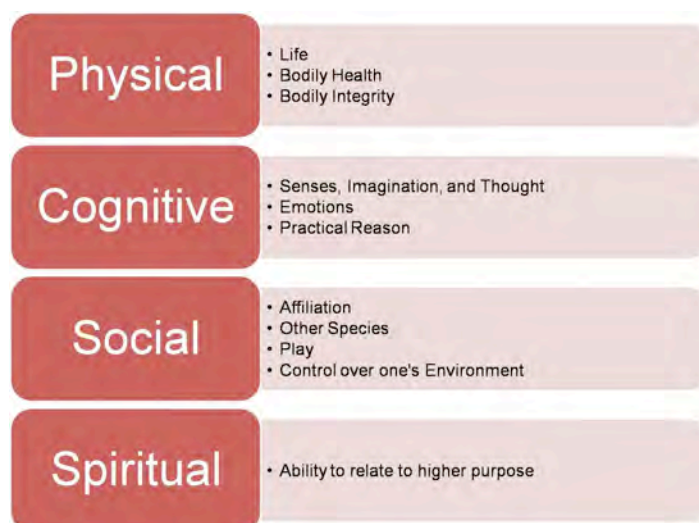 Physical
• Life
• Bodily Health
• Bodily Integrity
Cognitive
• Senses, Imagination, and Thought
• Emotions
• Practical Reason
Social
• Affiliation
• Other Species
• Play
• Control over one's Environment
Spiritual
• Ability to relate to higher purpose